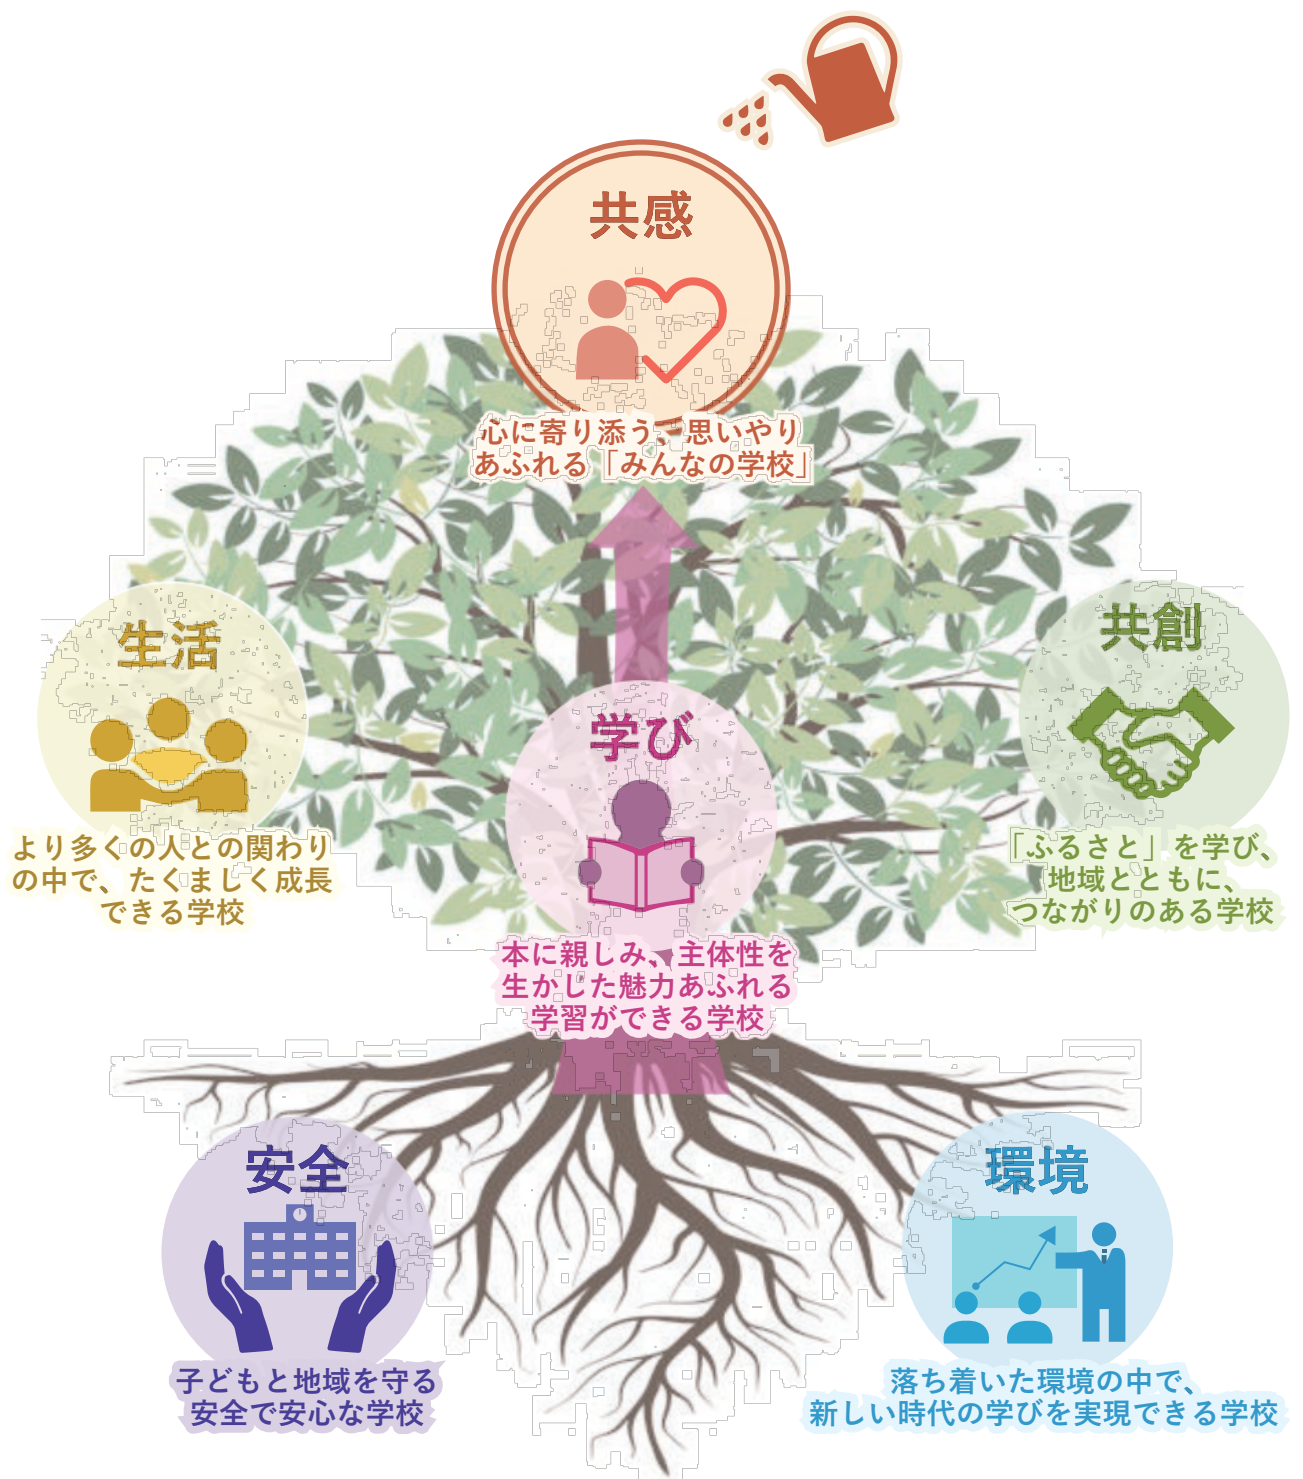 共感
心に寄り添う、思いやり
あふれる「みんなの学校」
生活
より多くの人との関わり
の中で、たくましく成長
できる学校
共創
「ふるさと」を学び、
地域とともに、
つながりのある学校
学び
本に親しみ、主体性を
生かした魅力あふれる
学習ができる学校
安全
子どもと地域を守る
安全で安心な学校
環境
落ち着いた環境の中で、
新しい時代の学びを実現できる学校